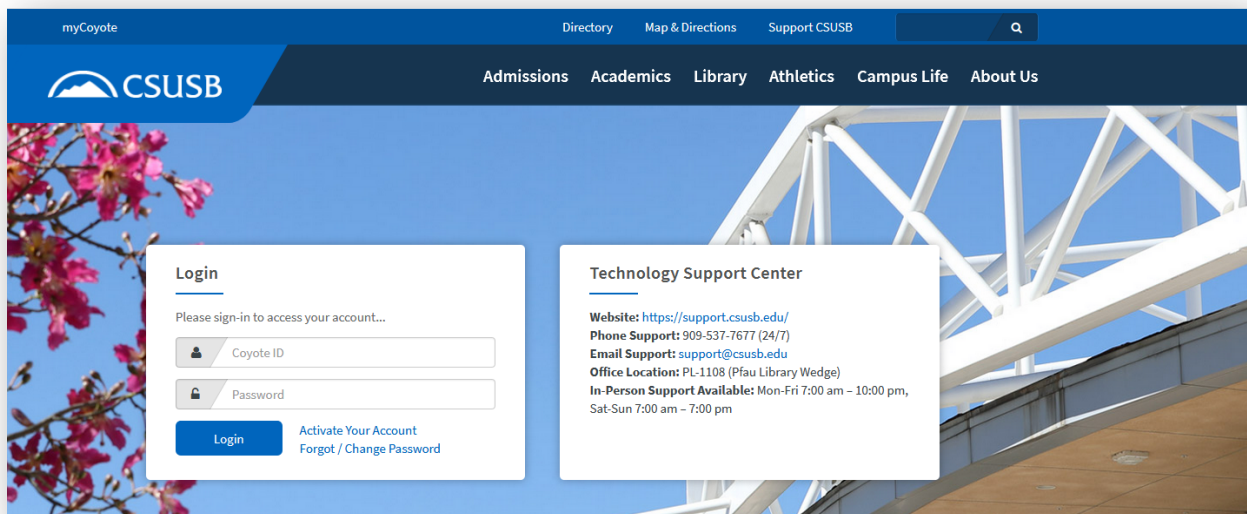 myCoyote
Directory
Map & Directions
Support CSUSB
CSUSB
Admissions
Academics
Library
Athletics
Campus Life
About Us
Login
Please sign-in to access your account...
Coyote ID
Password
Login
Activate Your Account
Forgot / Change Password
Technology Support Center
Website: https://support.csusb.edu/
Phone Support: 909-537-7677 (24/7)
Email Support: support@csusb.edu
Office Location: PL-1108 (Pfau Library Wedge)
In-Person Support Available: Mon-Fri 7:00 am – 10:00 pm,
Sat-Sun 7:00 am – 7:00 pm